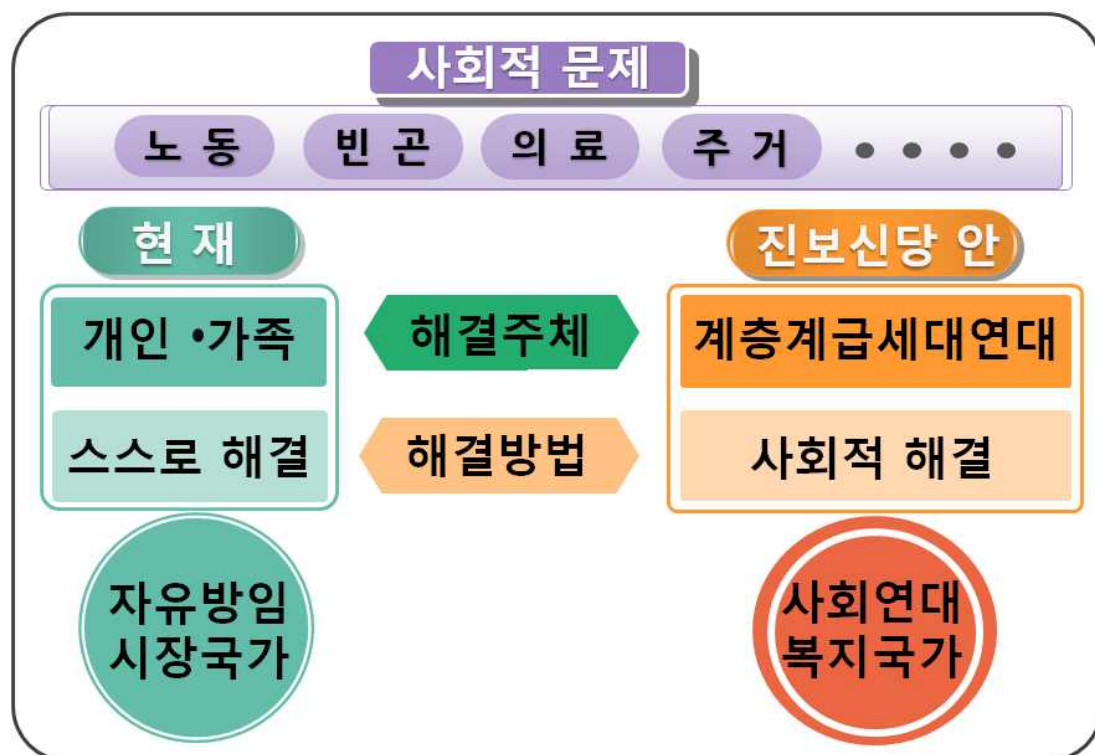 사회적 문제
노동 빈곤 의료 주거 ● ● ● ●
현재 진보신당 안
개인 •가족 해결주체 계층계급세대연대
스스로 해결 해결방법 사회적 해결
자유방임 사회연대
시장국가 복지국가